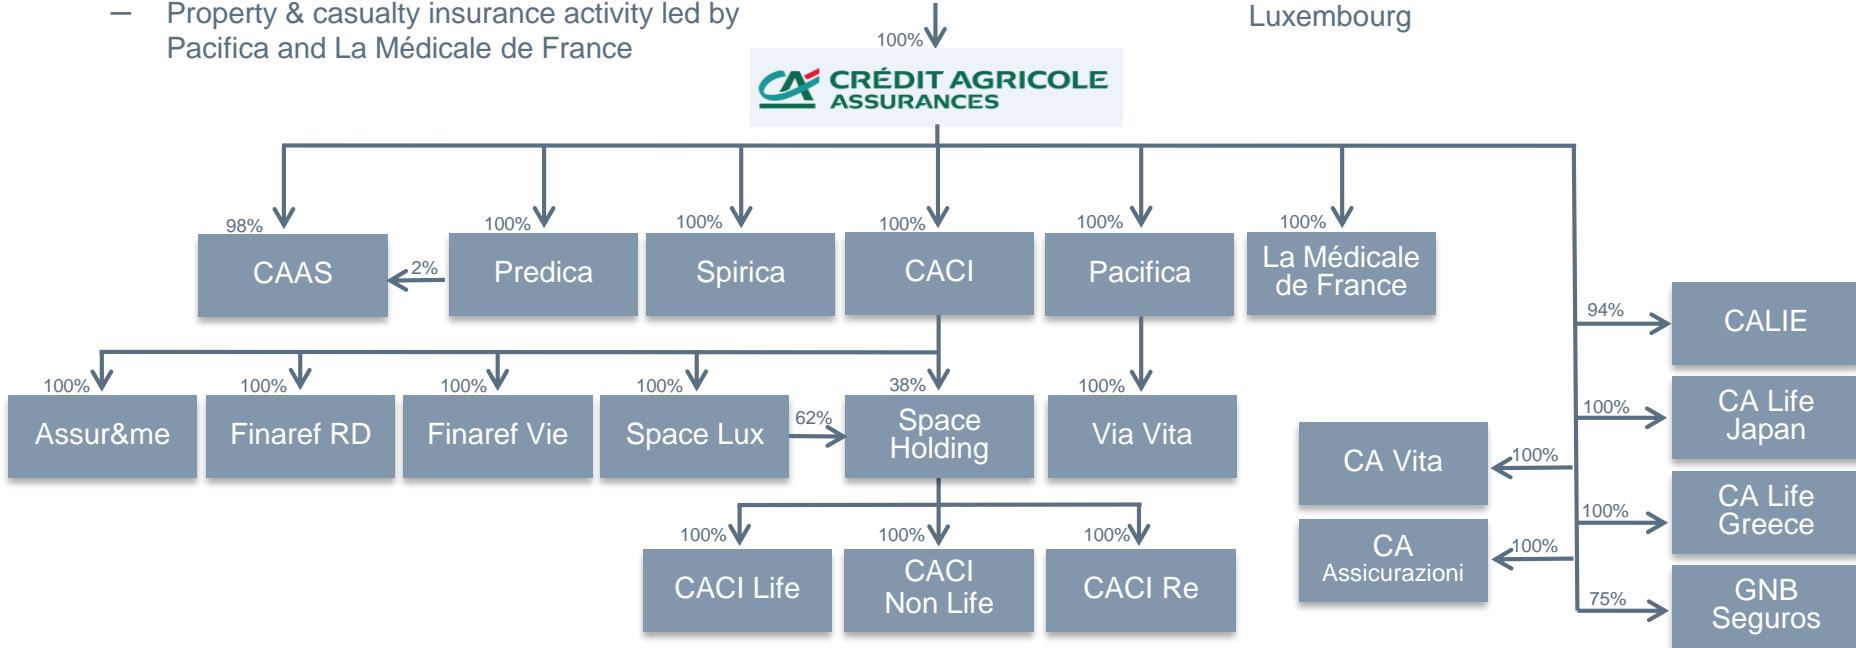 – Property & casualty insurance activity led by
Pacifica and La Médicale de France
Luxembourg
100%
CRÉDIT AGRICOLE
ASSURANCES
98%
100%
100%
100%
100%
100%
CAAS
2%
Predica
Spirica
CACI
Pacifica
La Médicale
de France
94%
CALIE
100%
100%
100%
100%
38%
100%
Assur&me
Finaref RD
Finaref Vie
Space Lux
62%
Space
Holding
Via Vita
100%
CA Life
Japan
CA Vita
100%
100%
CA Life
Greece
100%
100%
100%
CACI Life
CACI
Non Life
CACI Re
CA
Assicurazioni
100%
75%
GNB
Seguros